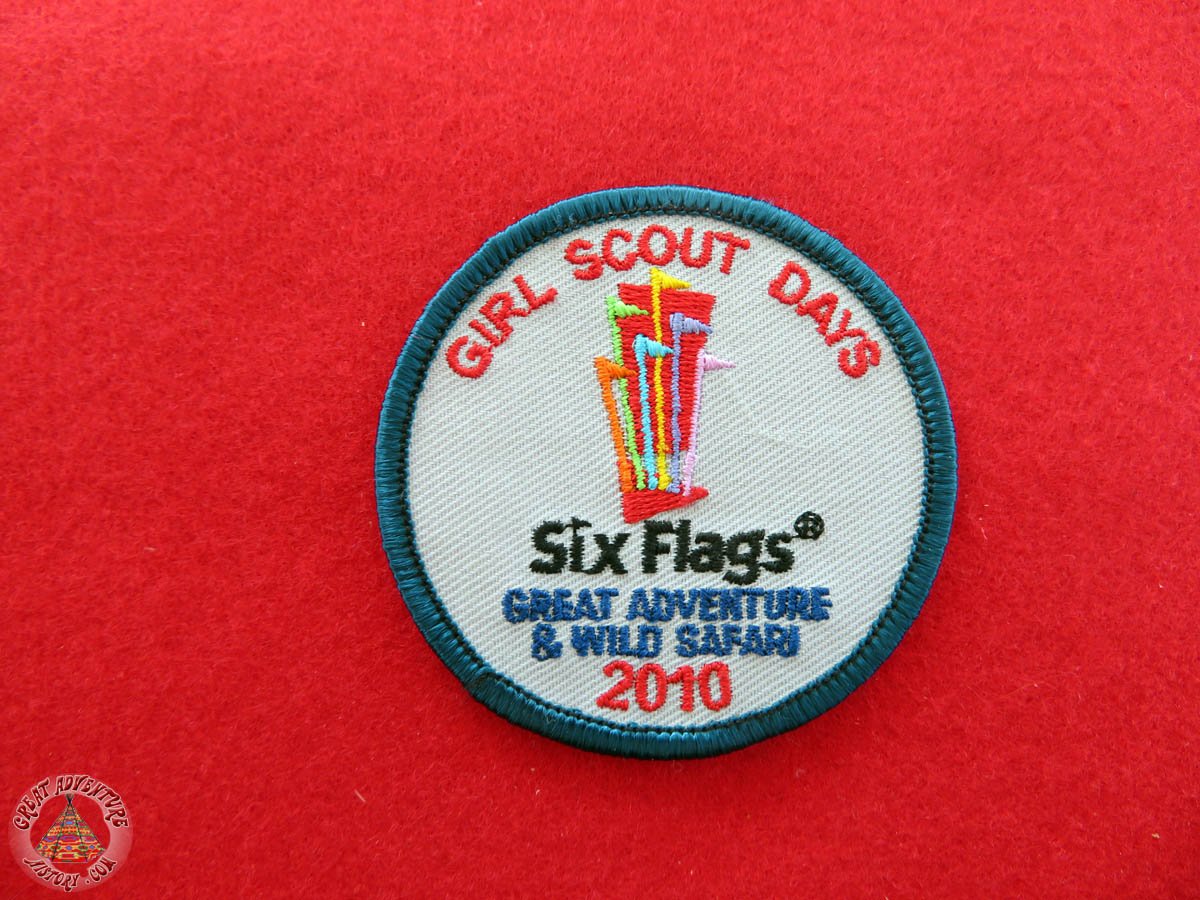 GIRL SCOUT DAYS
Six Flags®
GREAT ADVENTURE
& WILD SAFARI
2010
GREAT ADVENTURE
HISTORY.COM